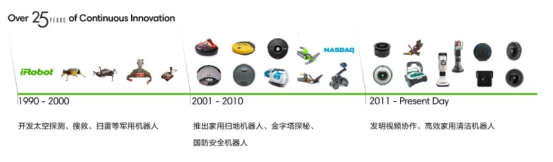 Over 25 YEARS of Continuous Innovation
iRobot
NASDAQ
1990 - 2000
2001 - 2010
2011 - Present Day
开发太空探测、搜救、扫雷等军用机器人
推出家用扫地机器人、金字塔探秘、
国防安全机器人
发明视频协作、高效家用清洁机器人